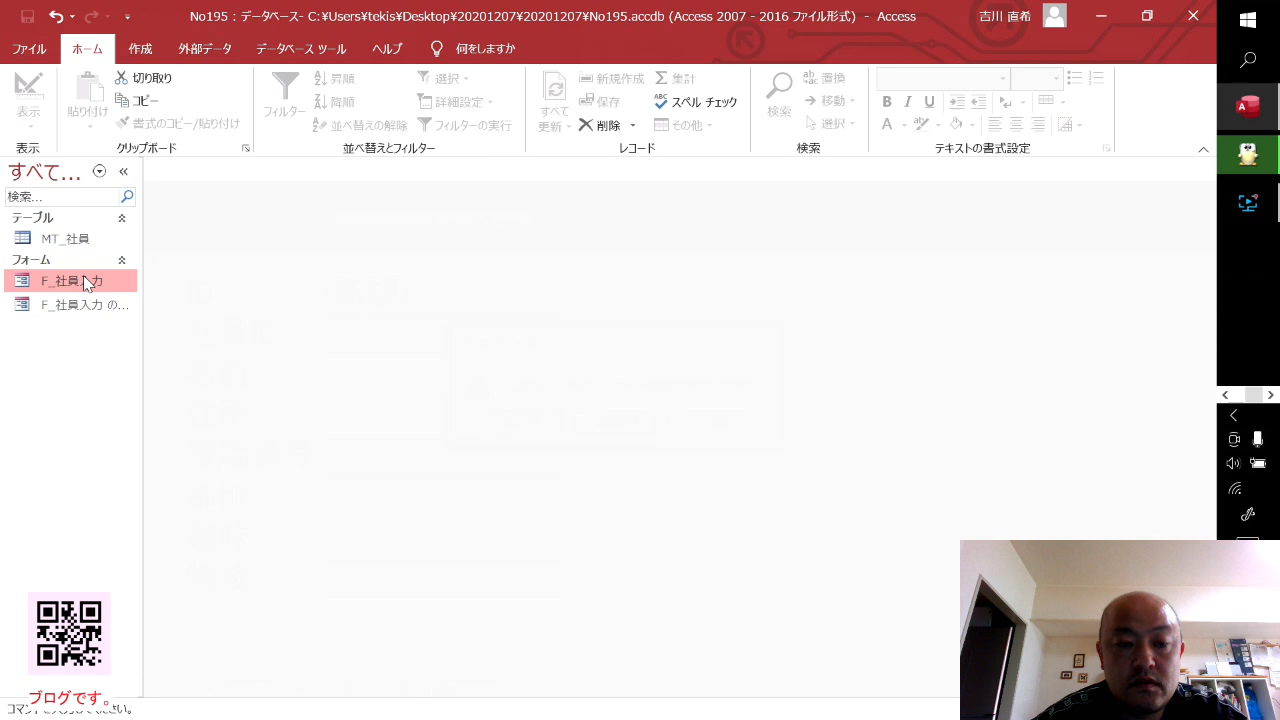 No195：データベース- C:¥Users¥tekis¥Desktop¥20201207¥20201207¥No195.accdb (Access 2007 - 2016 ファイル形式) - Access
吉川 直希
ファイル ホーム 作成 外部データ データベース ツール ヘルプ 何をしますか
表示
貼り付け
切り取り
コピー
書式のコピー/貼り付け
フィルター
昇順
降順
並べ替えの解除
選択
詳細設定
フィルターの実行
すべて
更新
新規作成
保存
削除
集計
スペル チェック
その他
検索
置換
移動
選択
B I U
A
表示 クリップボード 並べ替えとフィルター レコード 検索 テキストの書式設定
すべて...
検索...
テーブル
MT_社員
フォーム
F_社員入力
F_社員入力 の...
ブログです。